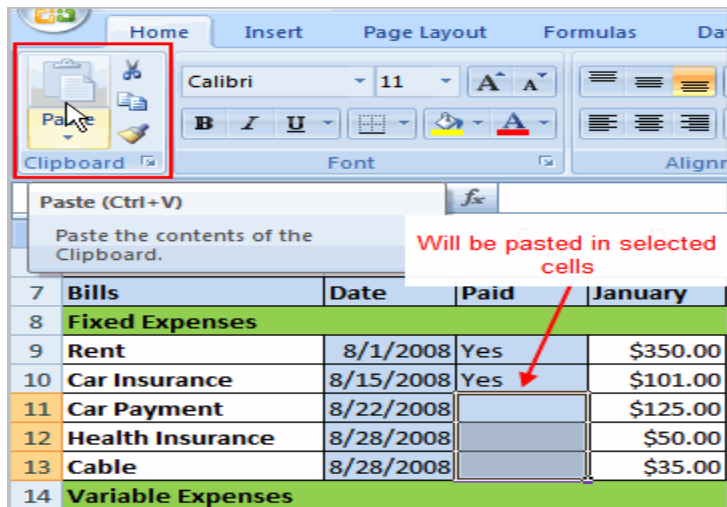 Home Insert Page Layout Formulas Da
Calibri 11 A A
Paste B I U A
Clipboard Font Alignr
Paste (Ctrl+V) fx
Paste the contents of the
Clipboard.
Will be pasted in selected
cells
7 Bills Date Paid January
8 Fixed Expenses
9 Rent 8/1/2008 Yes $350.00
10 Car Insurance 8/15/2008 Yes $101.00
11 Car Payment 8/22/2008 $125.00
12 Health Insurance 8/28/2008 $50.00
13 Cable 8/28/2008 $35.00
14 Variable Expenses